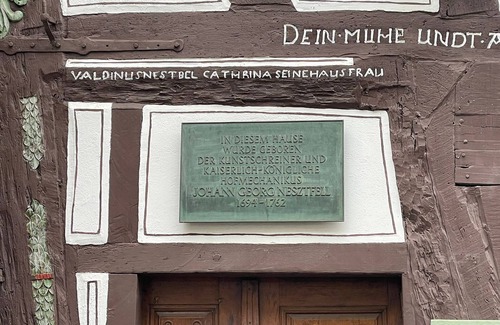 DEIN·MUHE UNDT·A
VALDINUSNESTBEL CATHRINA SEINEHAUSFRAU
IN DIESEM HAUSE
WURDE GEBOREN
DER KUNSTSCHREINER UND
KAISERLICH-KÖNIGLICHE
HOFMECHANIKUS
JOHANN GEORG NESZTFELL
1694-1762